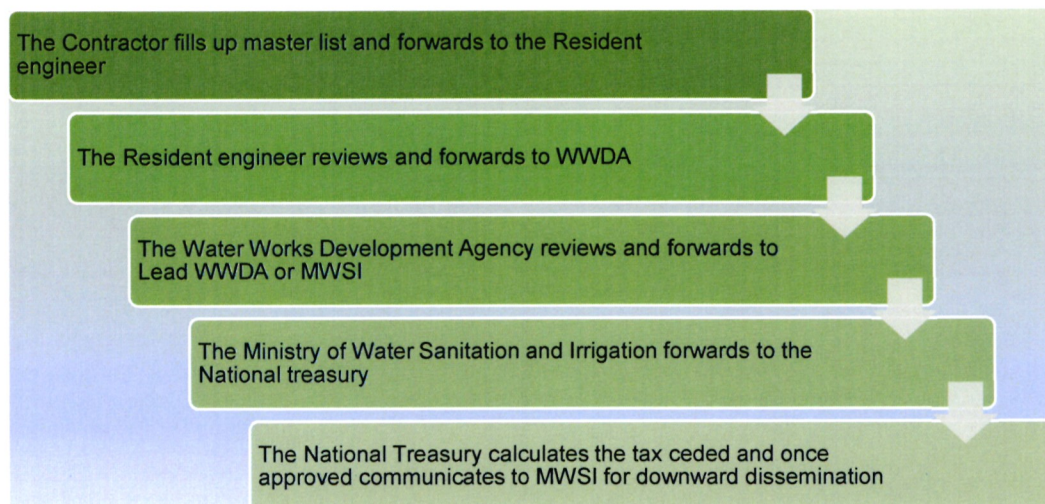 The Contractor fills up master list and forwards to the Resident
engineer
The Resident engineer reviews and forwards to WWDA
The Water Works Development Agency reviews and forwards to
Lead WWDA or MWSI
The Ministry of Water Sanitation and Irrigation forwards to the
National treasury
The National Treasury calculates the tax ceded and once
approved communicates to MWSI for downward dissemination